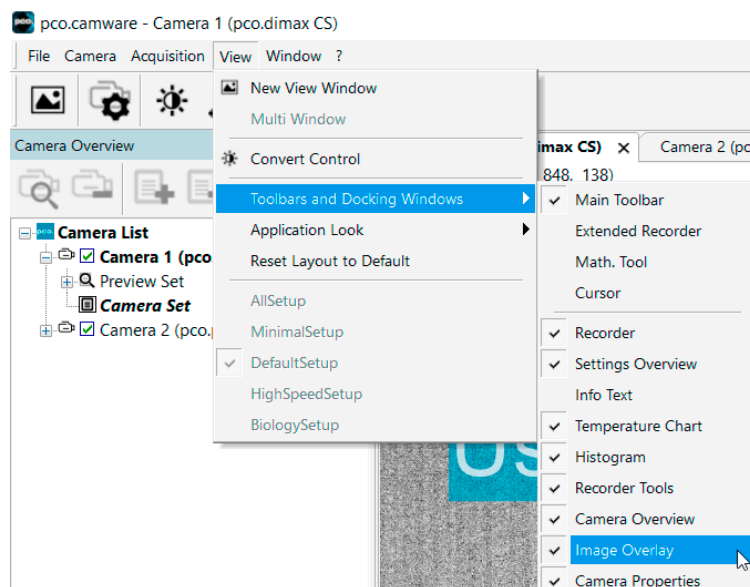 pco. pco.camware - Camera 1 (pco.dimax CS)
File Camera Acquisition View Window ?
Camera Overview
pco. Camera List
Camera 1 (pco
Preview Set
Camera Set
Camera 2 (pco.
New View Window
Multi Window
Convert Control
Toolbars and Docking Windows
Application Look
Reset Layout to Default
AllSetup
MinimalSetup
DefaultSetup
HighSpeedSetup
BiologySetup
imax CS) Camera 2 (pc
848, 138)
Main Toolbar
Extended Recorder
Math. Tool
Cursor
Recorder
Settings Overview
Info Text
Temperature Chart
Histogram
Recorder Tools
Camera Overview
Image Overlay
Camera Properties